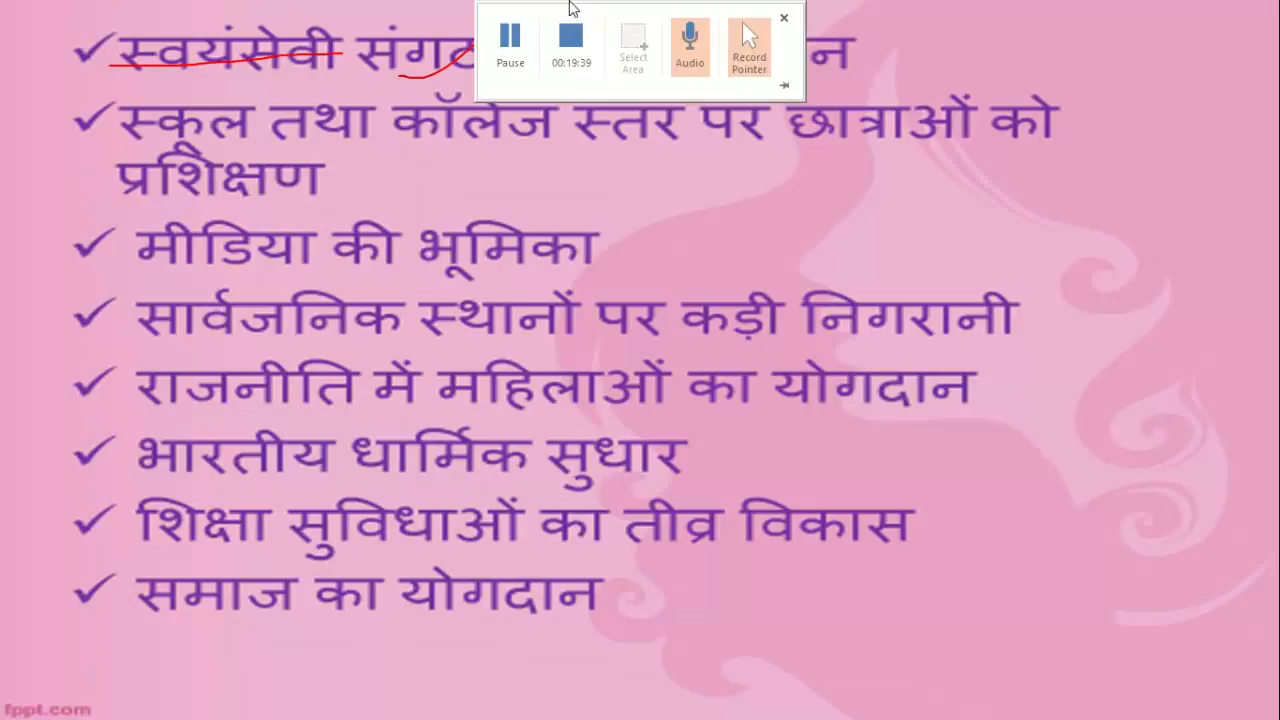 स्वयंसेवी
स्कूल तथा कॉलेज स्तर पर छात्राओं को
प्रशिक्षण
मीडिया की भूमिका
सार्वजनिक स्थानों पर कड़ी निगरानी
राजनीति में महिलाओं का योगदान
भारतीय धार्मिक सुधार
शिक्षा सुविधाओं का तीव्र विकास
समाज का योगदान
Pause
00:19:39
Select
Area
Audio
Record
Pointer
fppt.com